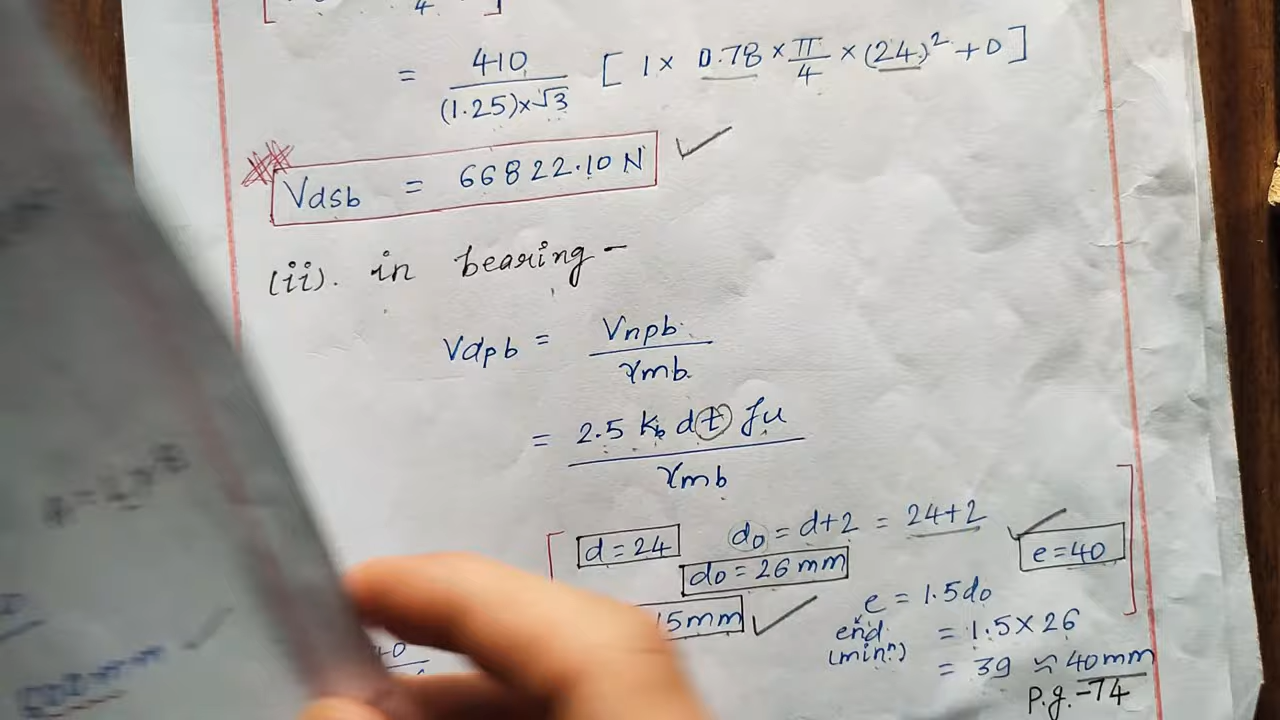 = 410 / (1.25)×√3 [ 1 × 0.78 × π/4 × (24)² + 0 ]
Vdsb = 66822.10 N ✓
(ii). in bearing -
Vdpb = Vnpb. / γmb.
= 2.5 kb dt fu / γmb
d=24 d₀ = d+2 = 24+2 ✓
d₀ = 26 mm e=40
5mm ✓ e = 1.5d₀
end (minⁿ) = 1.5×26
= 39 ≈ 40mm
p.g.-74